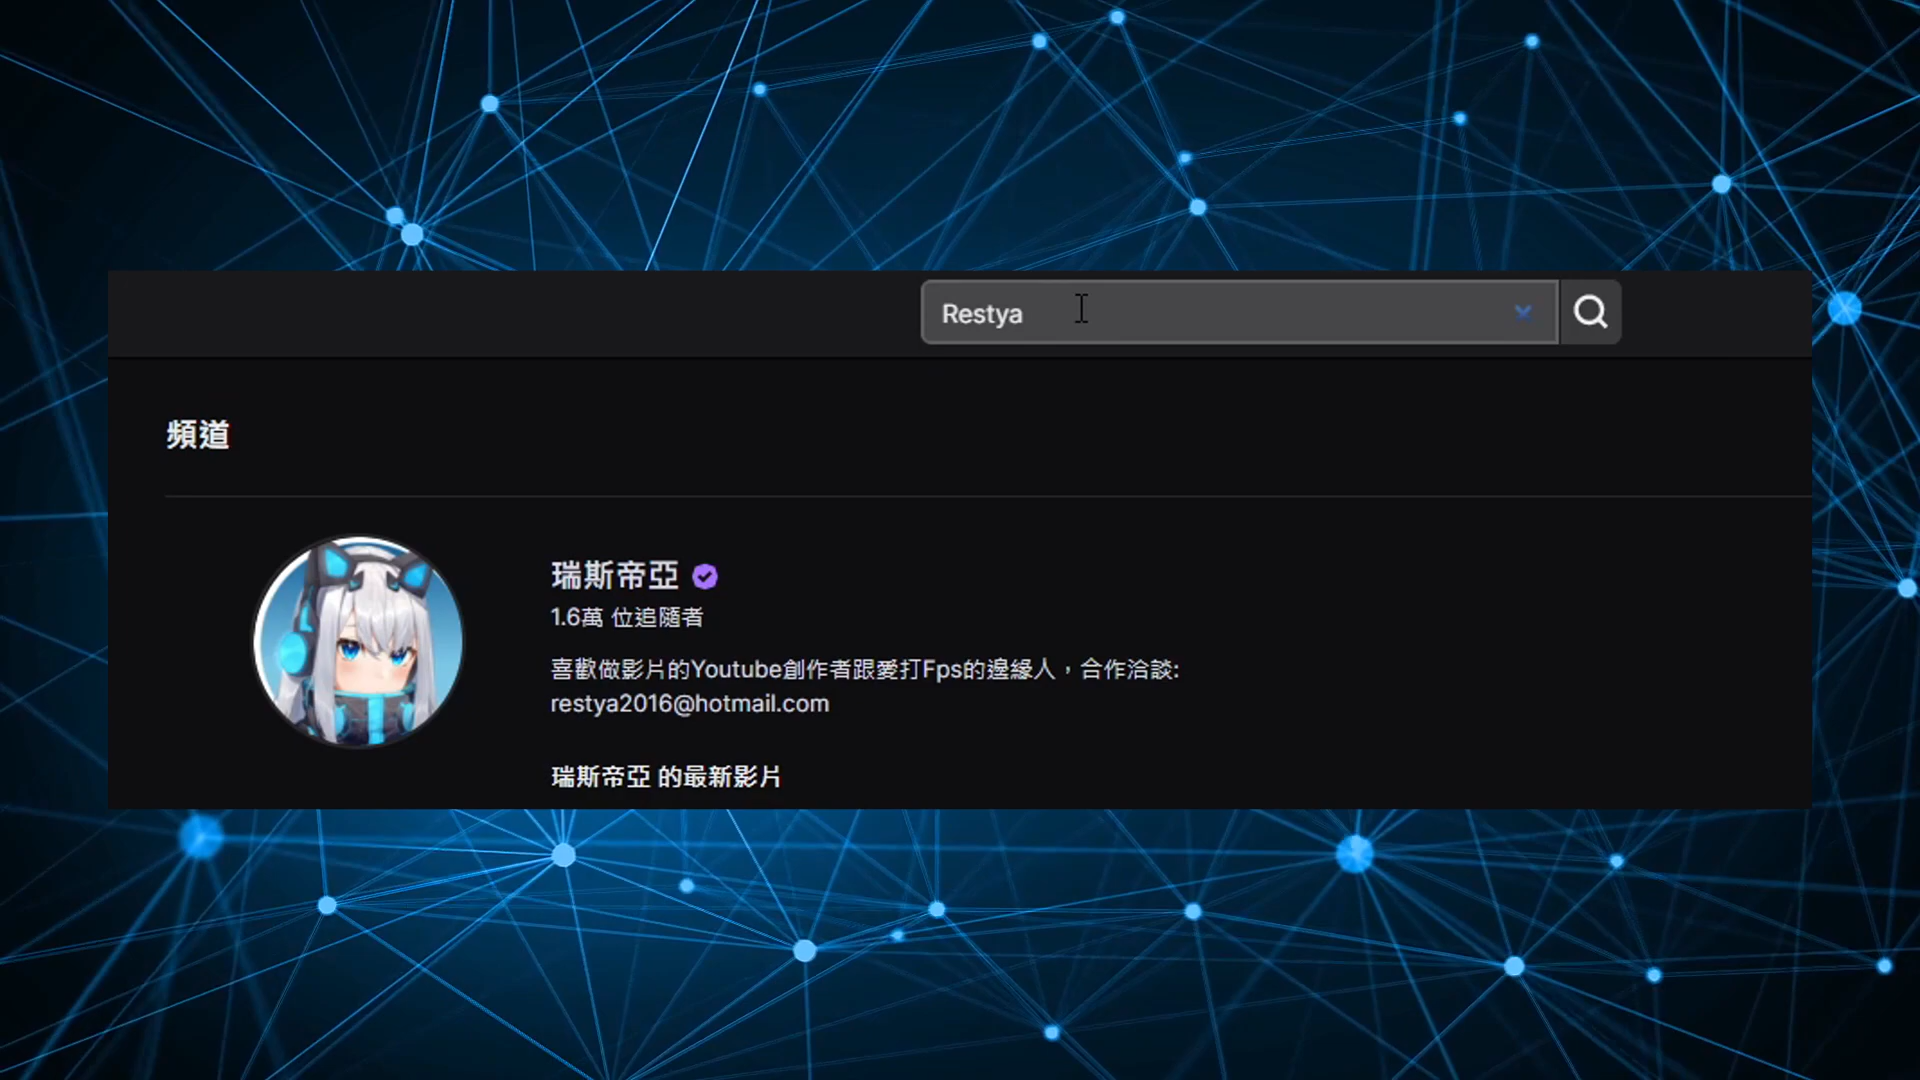 Restya
頻道
瑞斯帝亞
1.6萬 位追隨者
喜歡做影片的Youtube創作者跟愛打Fps的邊緣人，合作洽談:
restya2016@hotmail.com
瑞斯帝亞 的最新影片